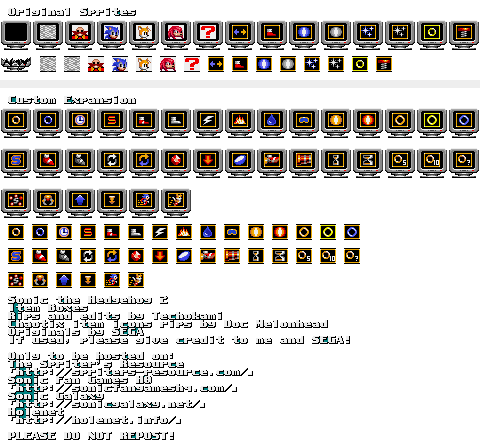 Original Sprites
?
Custom Expansion
S
S 5 10 ?
Sonic the Hedgehog 2
Item Boxes
Rips and edits by Techokami
Chaotix item icons rips by Doc Melonhead
Originals by SEGA
If used, please give credit to me and SEGA!
Only to be hosted on:
The Spriter's Resource
'http://spriters-resource.com/'
Sonic Fan Games HQ
'http://sonicfangameshq.com/'
Sonic Galaxy
'http://sonicgalaxy.net/'
Holenet
'http://holenet.info/'
PLEASE DO NOT REPOST!